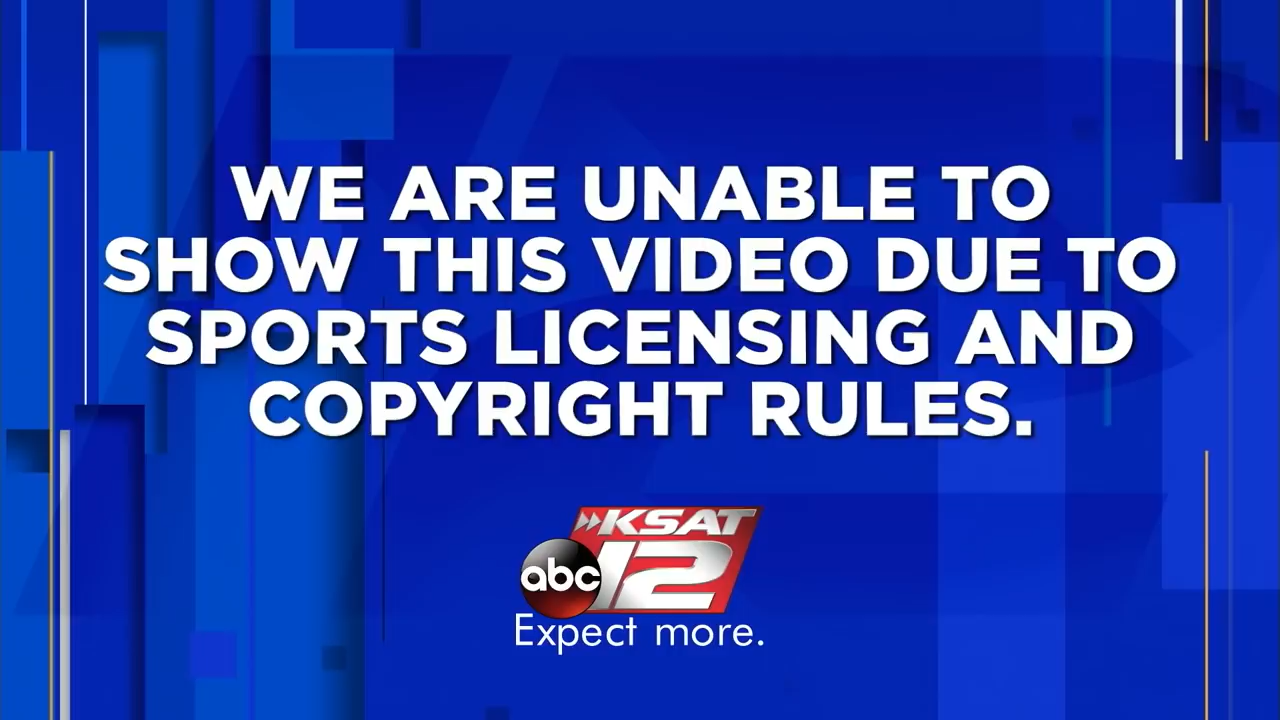 WE ARE UNABLE TO
SHOW THIS VIDEO DUE TO
SPORTS LICENSING AND
COPYRIGHT RULES.
KSAT
abc 12
Expect more.